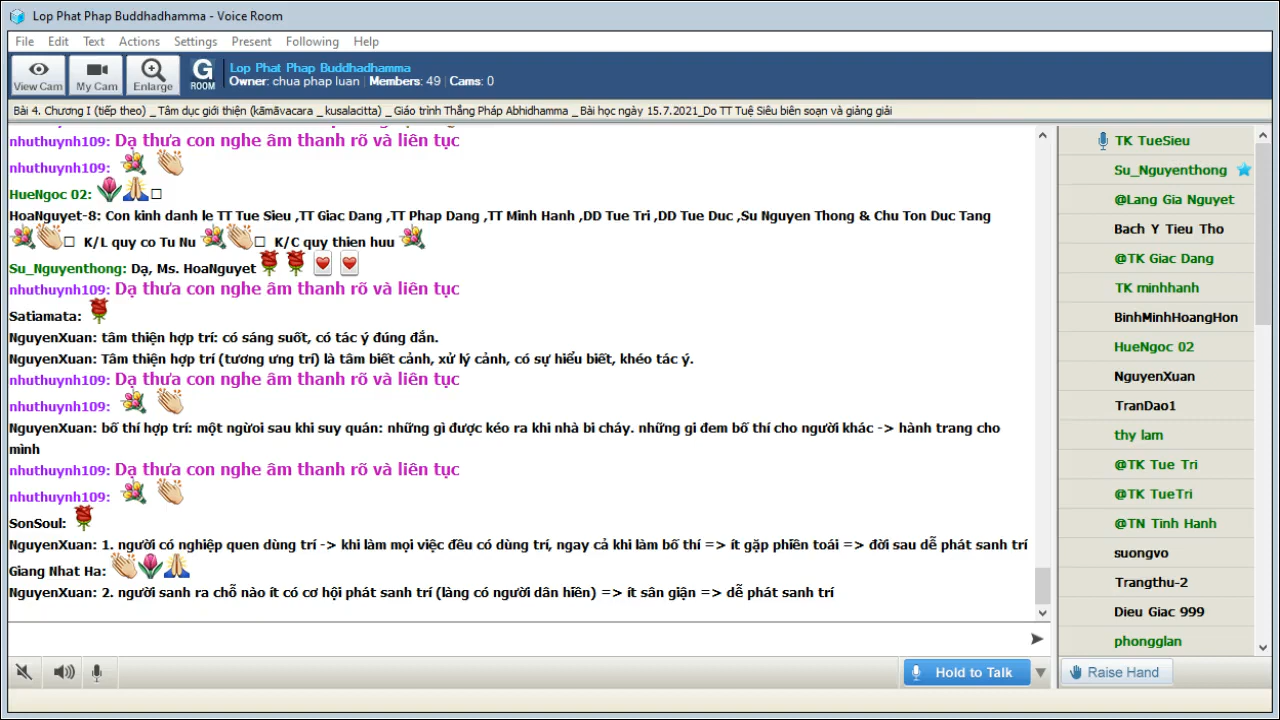 Lop Phat Phap Buddhadhamma - Voice Room
File Edit Text Actions Settings Present Following Help
View Cam My Cam Enlarge G ROOM
Lop Phat Phap Buddhadhamma
Owner: chua phap luan | Members: 49 | Cams: 0
Bài 4. Chương I (tiếp theo) _ Tâm dục giới thiện (kāmāvacara _ kusalacitta) _ Giáo trình Thắng Pháp Abhidhamma _ Bài học ngày 15.7.2021_Do TT Tuệ Siêu biên soạn và giảng giải
nhuthuynh109: Dạ thưa con nghe âm thanh rõ và liên tục
nhuthuynh109:
HueNgoc 02:
HoaNguyet-8: Con kinh danh le TT Tue Sieu ,TT Giac Dang ,TT Phap Dang ,TT Minh Hanh ,DD Tue Tri ,DD Tue Duc ,Su Nguyen Thong & Chu Ton Duc Tang
K/L quy co Tu Nu K/C quy thien huu
Su_Nguyenthong: Dạ, Ms. HoaNguyet
nhuthuynh109: Dạ thưa con nghe âm thanh rõ và liên tục
Satiamata:
NguyenXuan: tâm thiện hợp trí: có sáng suốt, có tác ý đúng đắn.
NguyenXuan: Tâm thiện hợp trí (tương ưng trí) là tâm biết cảnh, xử lý cảnh, có sự hiểu biết, khéo tác ý.
nhuthuynh109: Dạ thưa con nghe âm thanh rõ và liên tục
nhuthuynh109:
NguyenXuan: bố thí hợp trí: một ngừoi sau khi suy quán: những gì được kéo ra khi nhà bi cháy. những gi đem bố thí cho người khác -> hành trang cho
mình
nhuthuynh109: Dạ thưa con nghe âm thanh rõ và liên tục
nhuthuynh109:
SonSoul:
NguyenXuan: 1. người có nghiệp quen dùng trí -> khi làm mọi việc đều có dùng trí, ngay cả khi làm bố thí => ít gặp phiền toái => đời sau dễ phát sanh trí
Giang Nhat Ha:
NguyenXuan: 2. người sanh ra chỗ nào ít có cơ hội phát sanh trí (làng có người dân hiền) => ít sân giận => dễ phát sanh trí
TK TueSieu
Su_Nguyenthong
@Lang Gia Nguyet
Bach Y Tieu Tho
@TK Giac Dang
TK minhhanh
BinhMinhHoangHon
HueNgoc 02
NguyenXuan
TranDao1
thy lam
@TK Tue Tri
@TK TueTri
@TN Tinh Hanh
suongvo
Trangthu-2
Dieu Giac 999
phongglan
Hold to Talk
Raise Hand